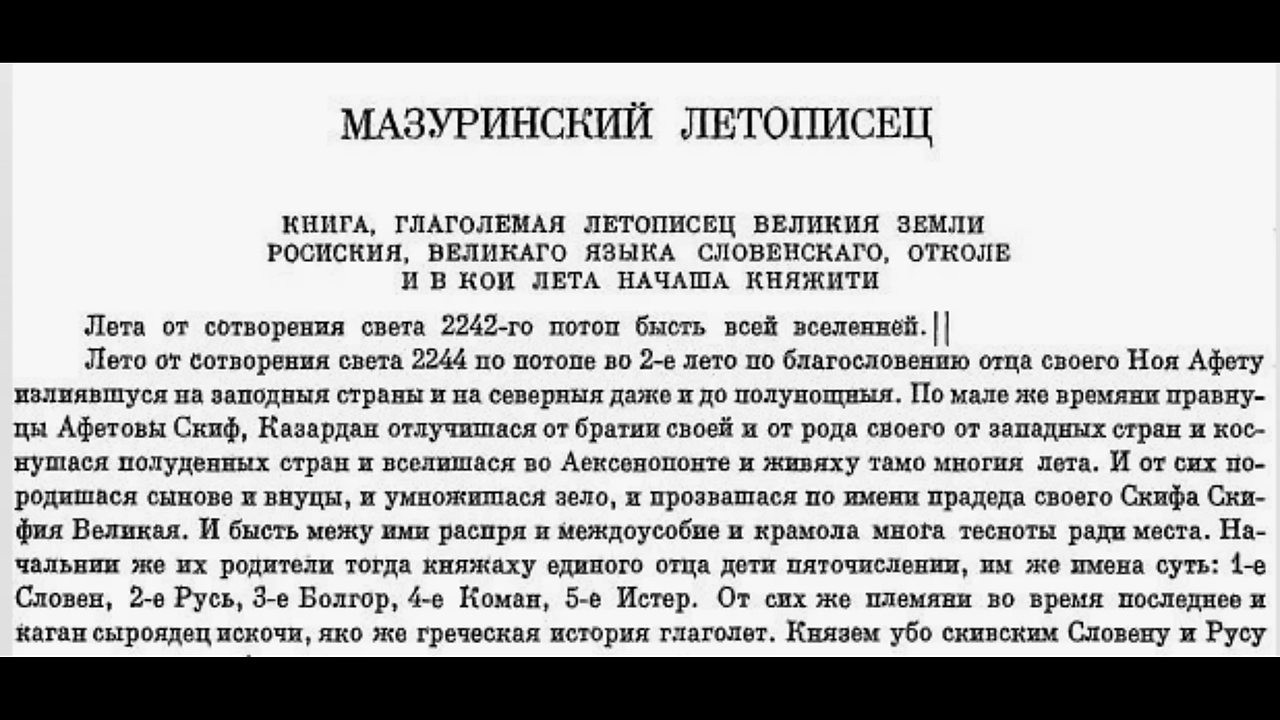 МАЗУРИНСКИЙ ЛЕТОПИСЕЦ
КНИГА, ГЛАГОЛЕМАЯ ЛЕТОПИСЕЦ ВЕЛИКИЯ ЗЕМЛИ
РОСИСКИЯ, ВЕЛИКАГО ЯЗЫКА СЛОВЕНСКАГО, ОТКОЛЕ
И В КОИ ЛЕТА НАЧАША КНЯЖИТИ
Лета от сотворения света 2242-го потоп бысть всей вселенней.||
Лето от сотворения света 2244 по потопе во 2-е лето по благословению отца своего Ноя Афету
излиявшуся на заподныя страны и на северныя даже и до полунощныя. По мале же времяни правну-
цы Афетовы Скиф, Казардан отлучишася от братии своей и от рода своего от западных стран и кос-
нушася полуденных стран и вселишася во Аексенопонте и живяху тамо многия лета. И от сих по-
родишася сынове и внуцы, и умножишася зело, и прозвашася по имени прадеда своего Скифа Ски-
фия Великая. И бысть межу ими распря и междоусобие и крамола многа тесноты ради места. На-
чальнии же их родители тогда княжаху единого отца дети пяточислении, им же имена суть: 1-е
Словен, 2-е Русь, 3-е Болгор, 4-е Коман, 5-е Истер. От сих же племяни во время последнее и
каган сыроядец искочи, яко же греческая история глаголет. Князем убо скивским Словену и Русу